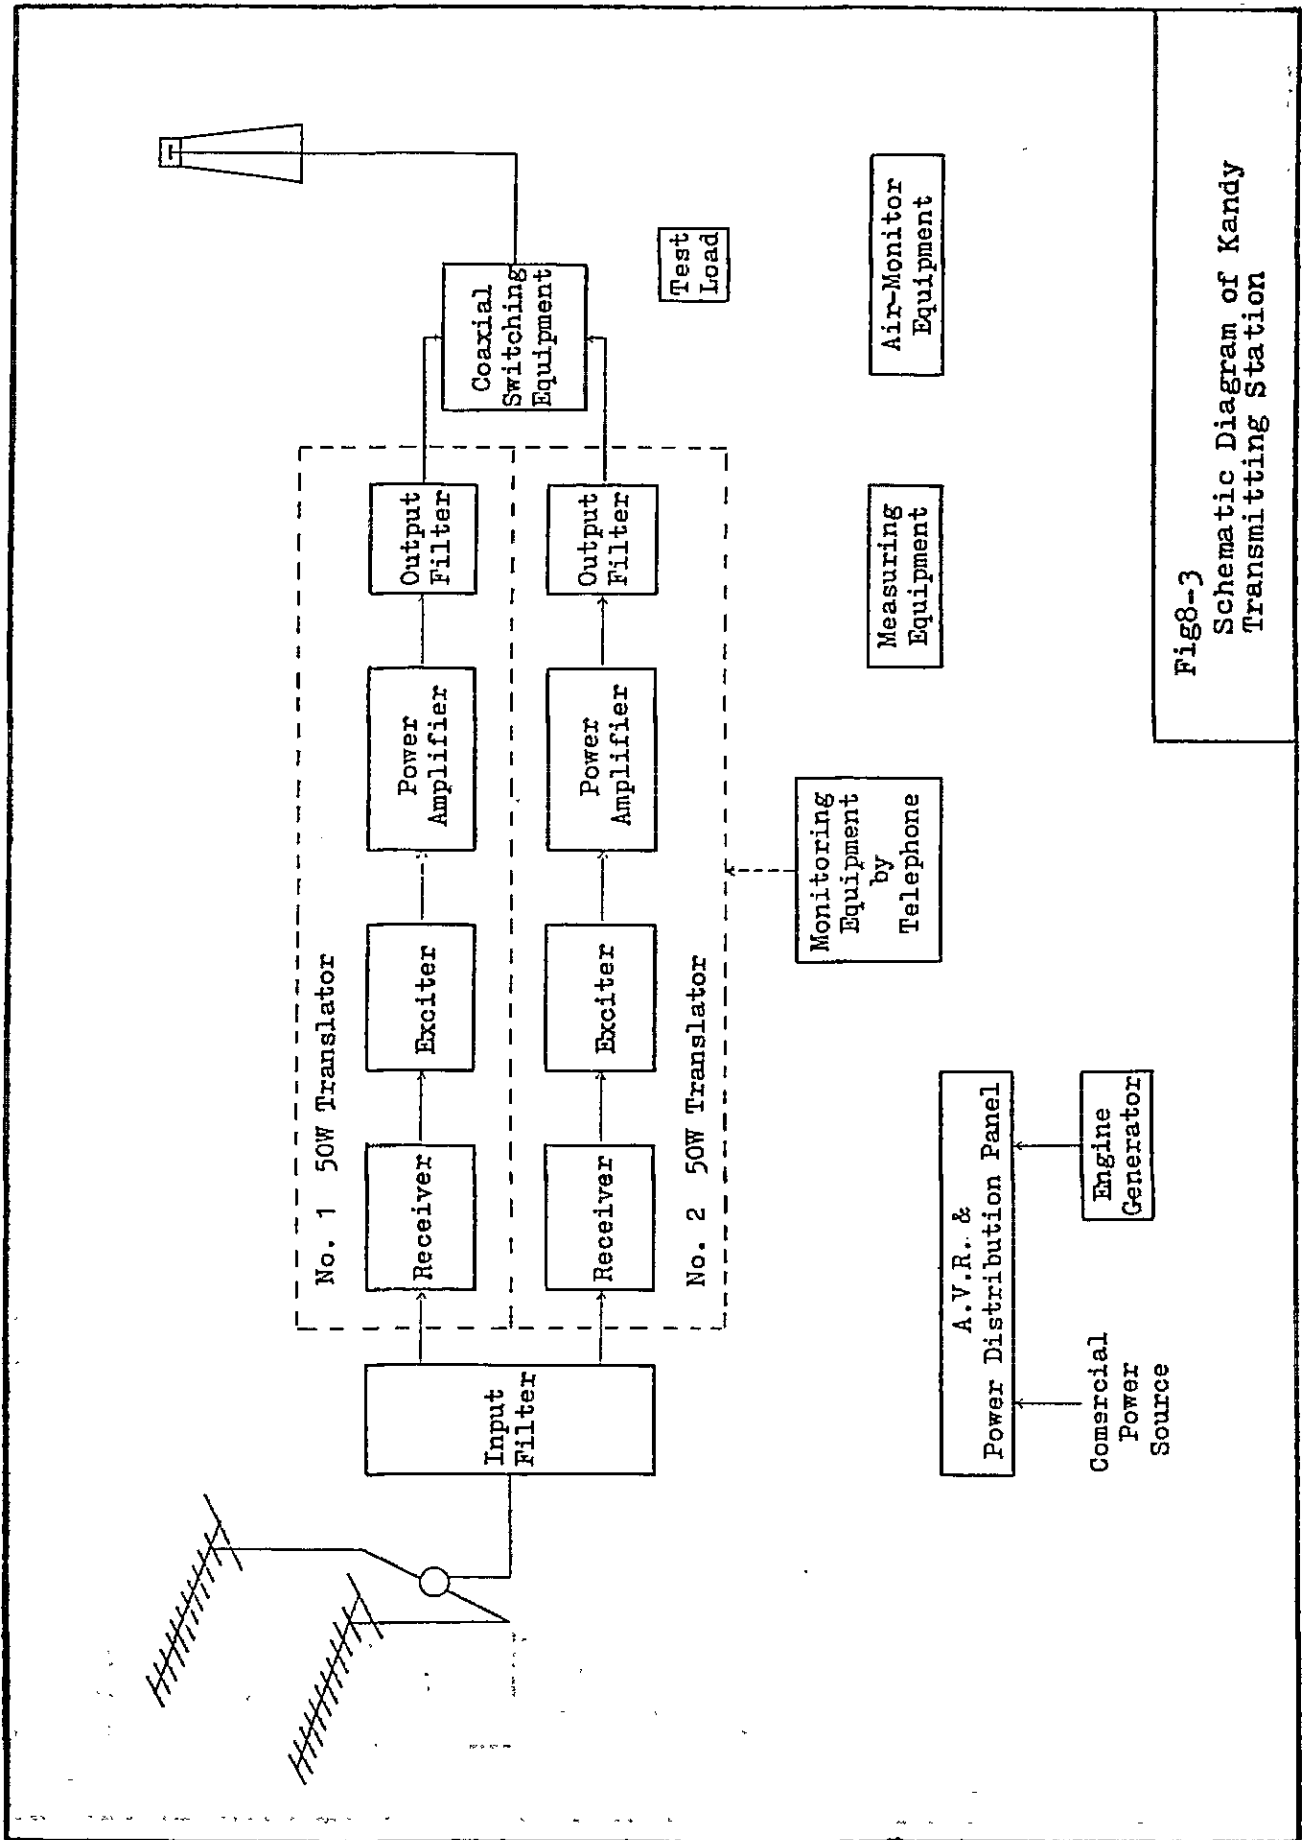 No. 1 50W Translator
Receiver
Exciter
Power
Amplifier
Output
Filter
Input
Filter
Receiver
Exciter
Power
Amplifier
Output
Filter
No. 2 50W Translator
Coaxial
Switching
Equipment
Test
Load
Monitoring
Equipment
by
Telephone
Measuring
Equipment
Air-Monitor
Equipment
A.V.R. &
Power Distribution Panel
Comercial
Power
Source
Engine
Generator
Fig8-3
Schematic Diagram of Kandy
Transmitting Station